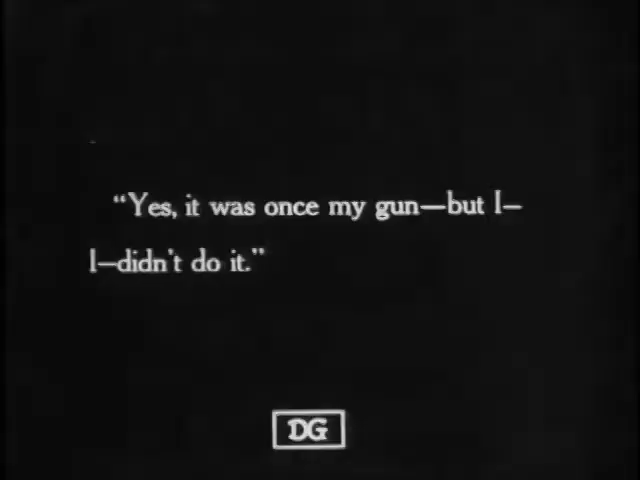 “Yes, it was once my gun—but I—
I—didn't do it.”
DG